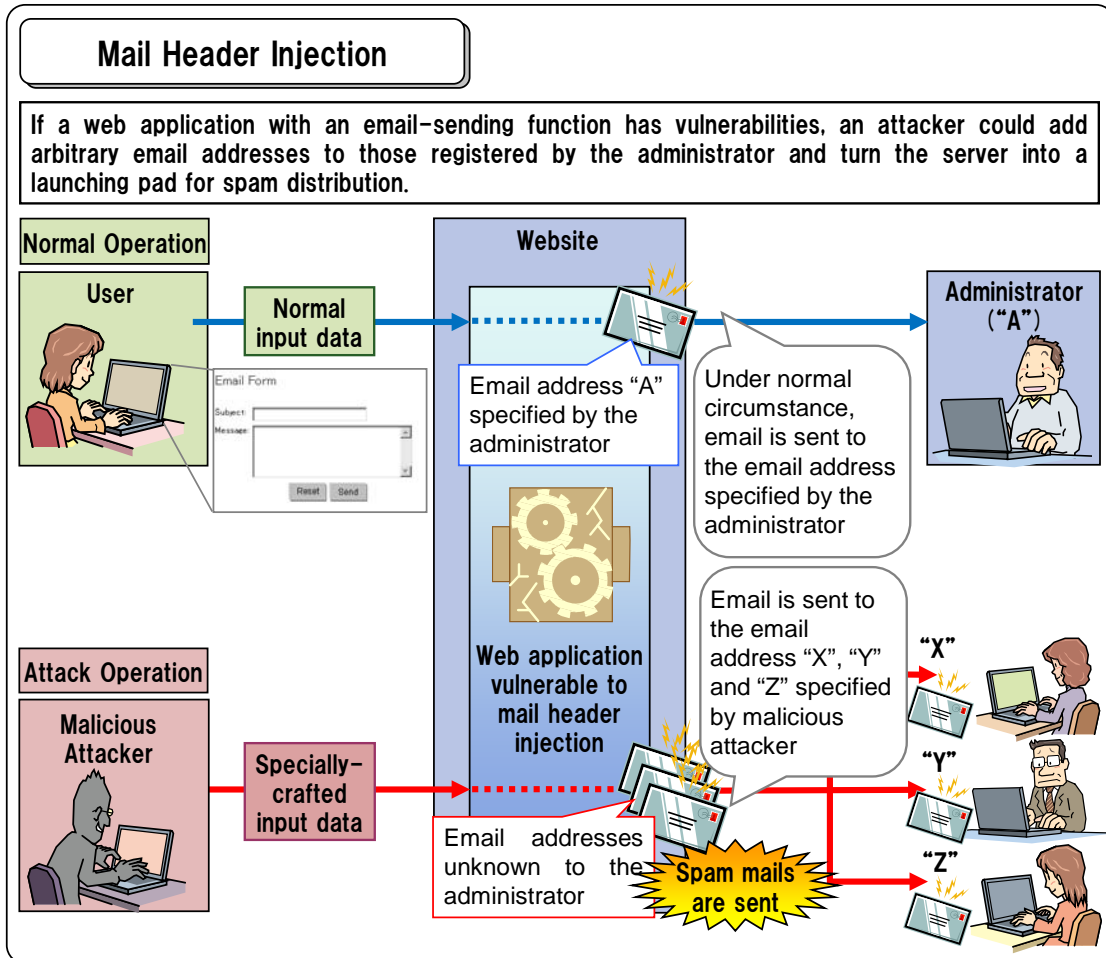 Mail Header Injection
If a web application with an email-sending function has vulnerabilities, an attacker could add
arbitrary email addresses to those registered by the administrator and turn the server into a
launching pad for spam distribution.
Normal Operation
User
Normal
input data
Email Form
Subject:
Message:
Reset Send
Website
Email address “A”
specified by the
administrator
Under normal
circumstance,
email is sent to
the email address
specified by the
administrator
Administrator
(“A”)
Attack Operation
Malicious
Attacker
Specially-
crafted
input data
Web application
vulnerable to
mail header
injection
Email addresses
unknown to the
administrator
Spam mails
are sent
Email is sent to
the email
address “X”, “Y”
and “Z” specified
by malicious
attacker
“X”
“Y”
“Z”